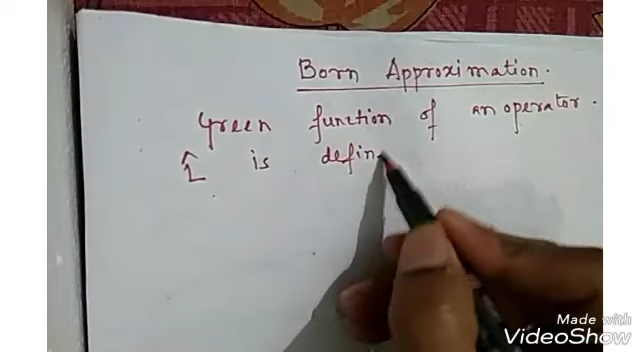 Born Approximation.
Green function of an operator.
L̂ is defin
Made with
VideoShow